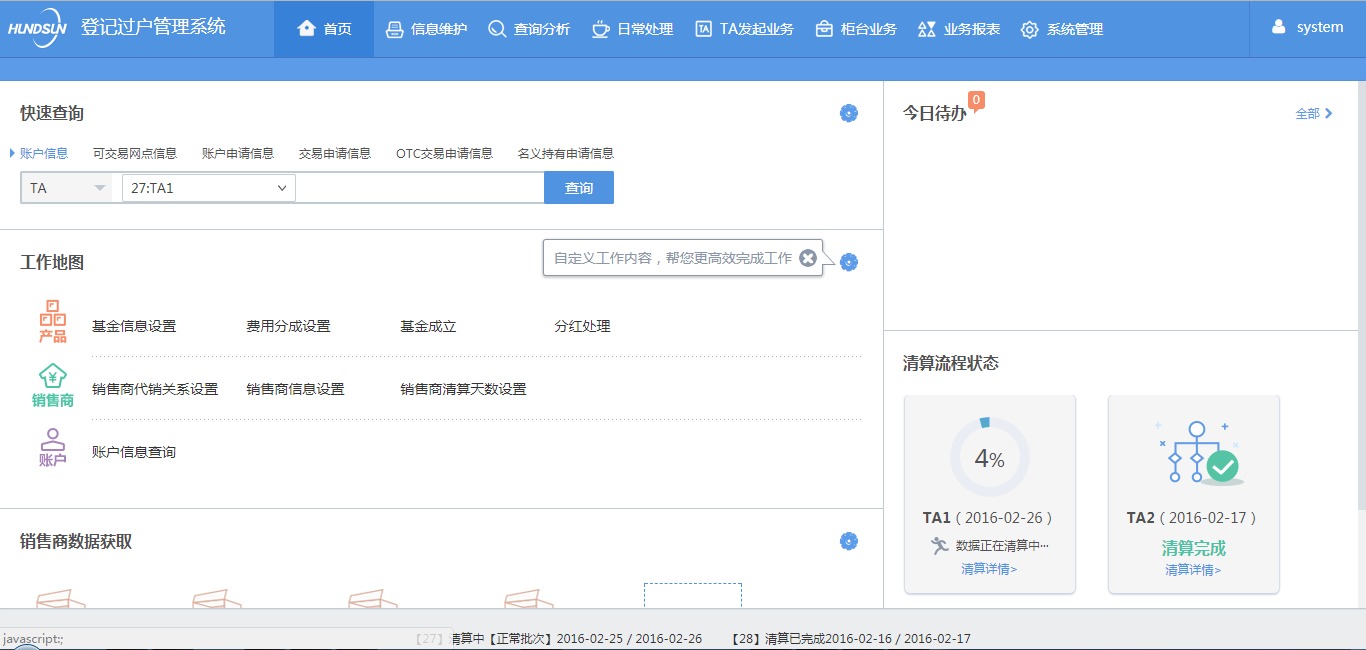 HUNDSUN 登记过户管理系统 首页 信息维护 查询分析 日常处理 TA TA发起业务 柜台业务 业务报表 系统管理 system
快速查询
账户信息 可交易网点信息 账户申请信息 交易申请信息 OTC交易申请信息 名义持有申请信息
TA 27:TA1 查询
工作地图
自定义工作内容，帮您更高效完成工作
产品 基金信息设置 费用分成设置 基金成立 分红处理
销售商 销售商代销关系设置 销售商信息设置 销售商清算天数设置
账户 账户信息查询
销售商数据获取
今日待办 0 全部
清算流程状态
4%
TA1（2016-02-26）
数据正在清算中···
清算详情>
TA2（2016-02-17）
清算完成
清算详情>
javascript:;
【27】清算中【正常批次】2016-02-25 / 2016-02-26 【28】清算已完成2016-02-16 / 2016-02-17